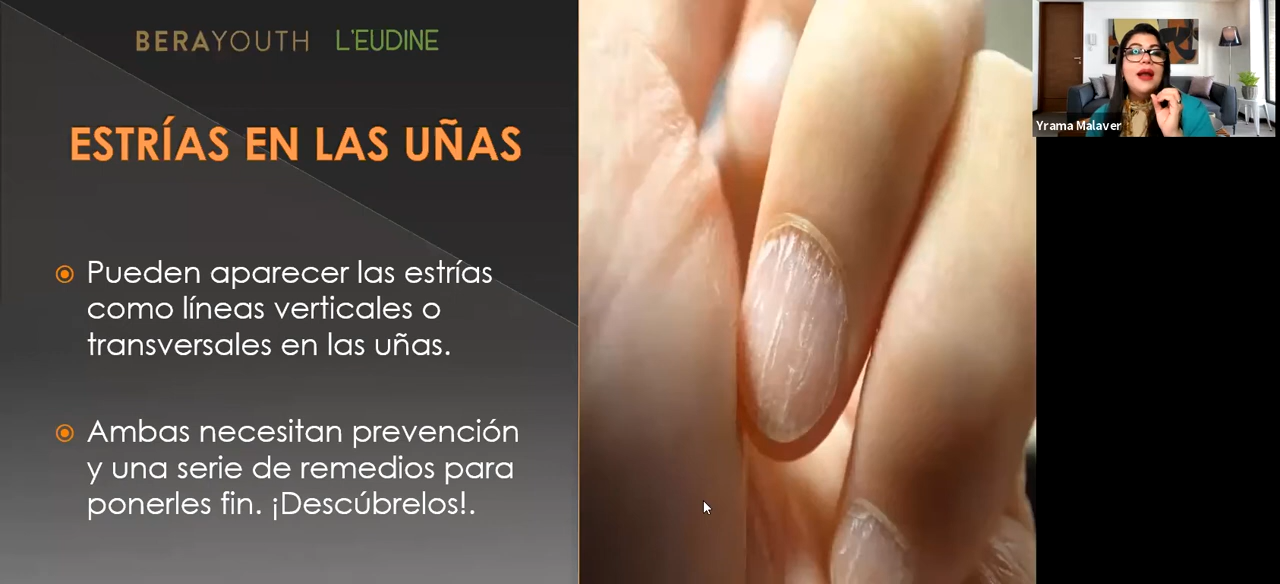 BERAYOUTH L'EUDINE
ESTRÍAS EN LAS UÑAS
Pueden aparecer las estrías
como líneas verticales o
transversales en las uñas.
Ambas necesitan prevención
y una serie de remedios para
ponerles fin. ¡Descúbrelos!.
Yrama Malaver